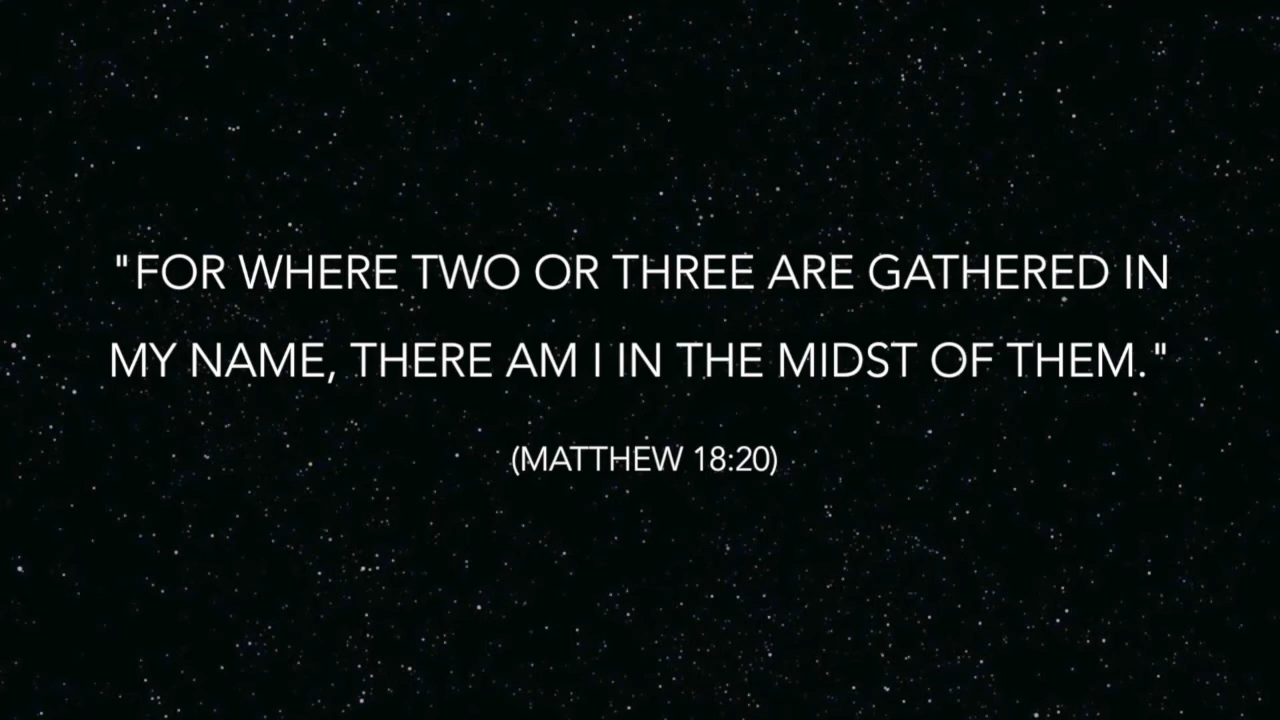 "FOR WHERE TWO OR THREE ARE GATHERED IN
MY NAME, THERE AM I IN THE MIDST OF THEM."
(MATTHEW 18:20)